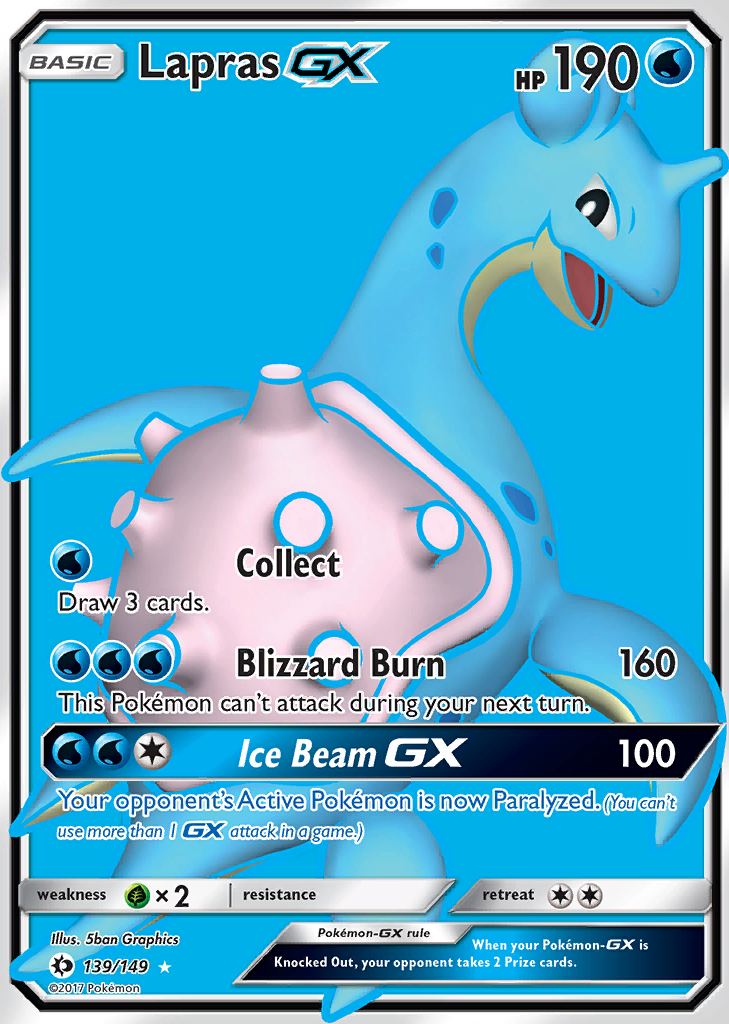 BASIC Lapras GX HP 190
Collect
Draw 3 cards.
Blizzard Burn 160
This Pokémon can't attack during your next turn.
Ice Beam GX 100
Your opponent's Active Pokémon is now Paralyzed. (You can't
use more than 1 GX attack in a game.)
weakness ×2 resistance retreat
Illus. 5ban Graphics
139/149
©2017 Pokémon
Pokémon-GX rule
When your Pokémon-GX is
Knocked Out, your opponent takes 2 Prize cards.